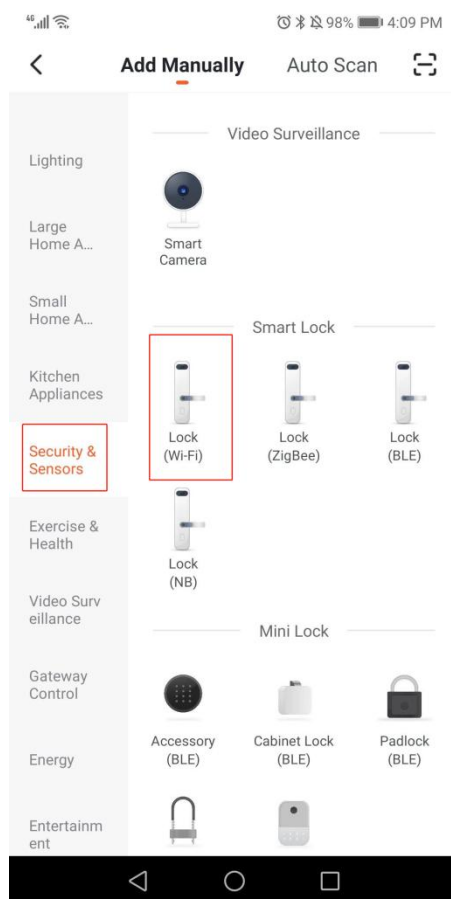 46 98% 4:09 PM
Add Manually Auto Scan
Lighting
Large
Home A...
Small
Home A...
Kitchen
Appliances
Security &
Sensors
Exercise &
Health
Video Surv
eillance
Gateway
Control
Energy
Entertainm
ent
Video Surveillance
Smart
Camera
Smart Lock
Lock
(Wi-Fi)
Lock
(ZigBee)
Lock
(BLE)
Lock
(NB)
Mini Lock
Accessory
(BLE)
Cabinet Lock
(BLE)
Padlock
(BLE)